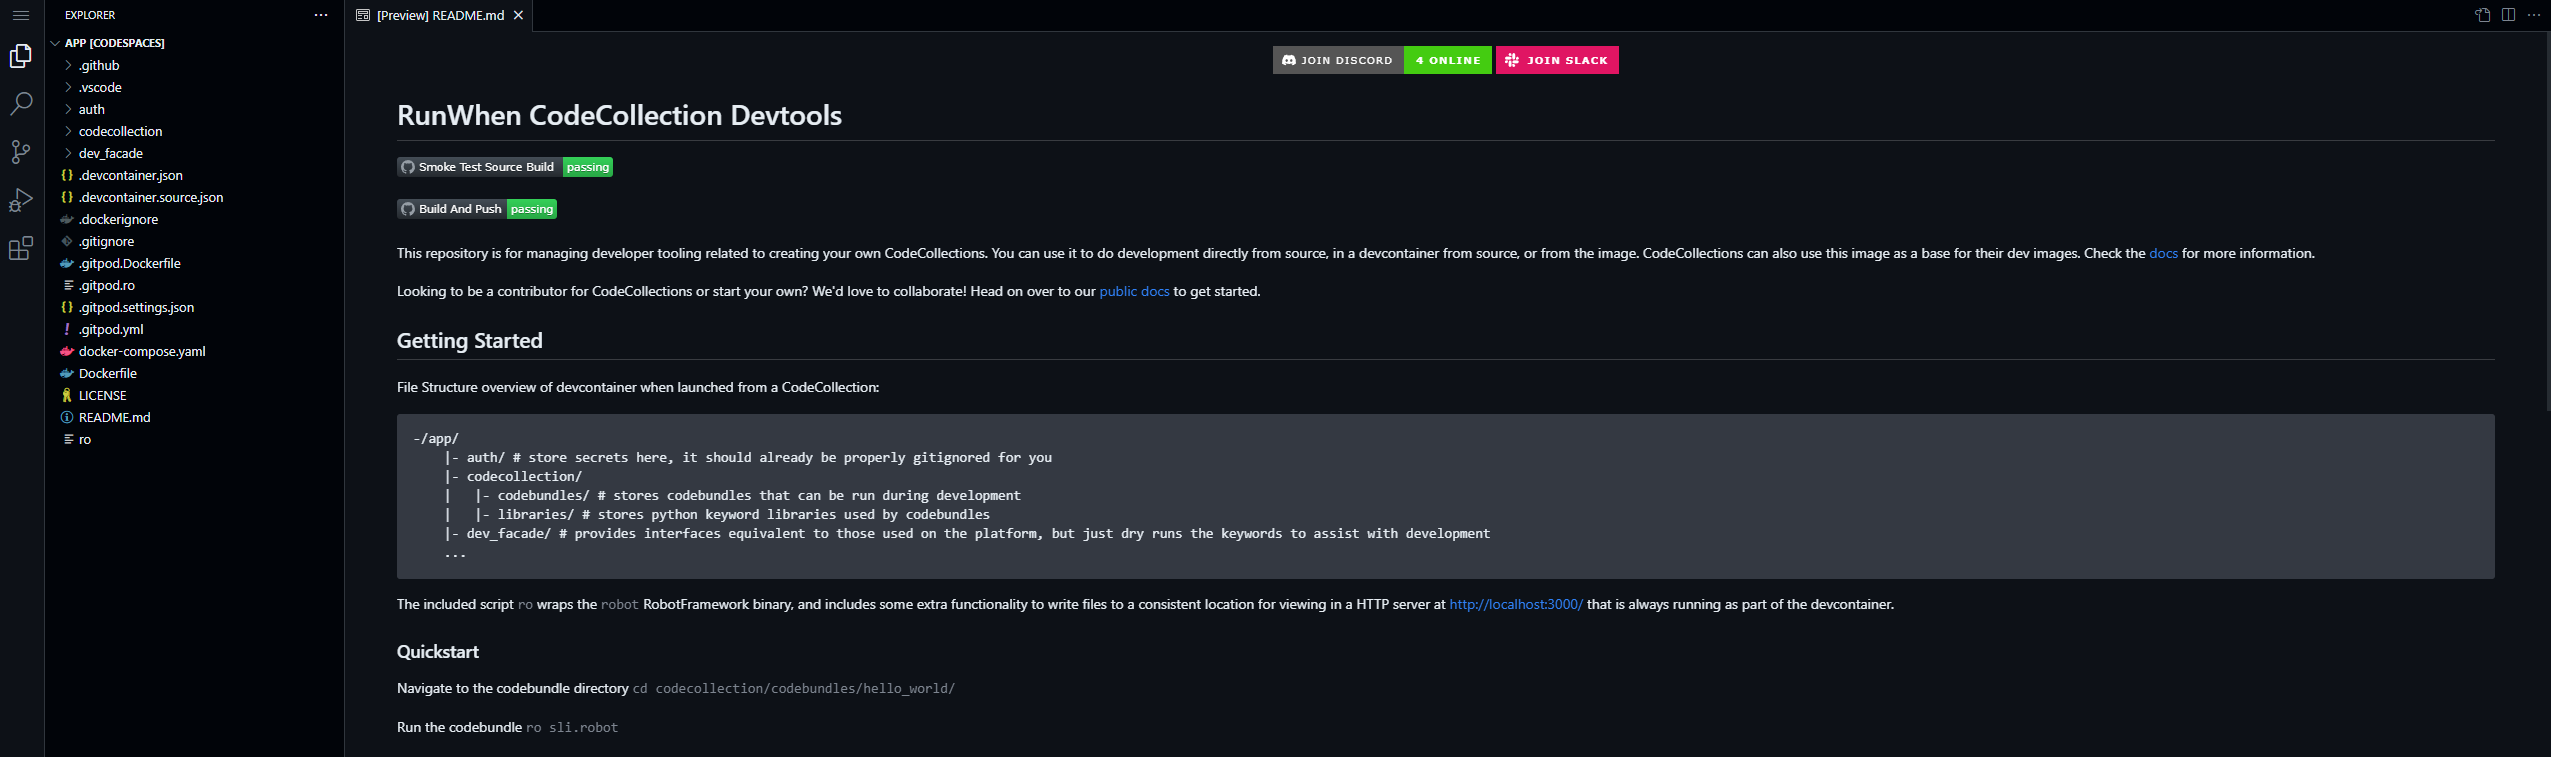 EXPLORER
APP [CODESPACES]
.github
.vscode
auth
codecollection
dev_facade
.devcontainer.json
.devcontainer.source.json
.dockerignore
.gitignore
.gitpod.Dockerfile
.gitpod.ro
.gitpod.settings.json
.gitpod.yml
docker-compose.yaml
Dockerfile
LICENSE
README.md
ro
[Preview] README.md
JOIN DISCORD 4 ONLINE JOIN SLACK
RunWhen CodeCollection Devtools
Smoke Test Source Build passing
Build And Push passing
This repository is for managing developer tooling related to creating your own CodeCollections. You can use it to do development directly from source, in a devcontainer from source, or from the image. CodeCollections can also use this image as a base for their dev images. Check the docs for more information.
Looking to be a contributor for CodeCollections or start your own? We'd love to collaborate! Head on over to our public docs to get started.
Getting Started
File Structure overview of devcontainer when launched from a CodeCollection:
-/app/
    |- auth/ # store secrets here, it should already be properly gitignored for you
    |- codecollection/
    |   |- codebundles/ # stores codebundles that can be run during development
    |   |- libraries/ # stores python keyword libraries used by codebundles
    |- dev_facade/ # provides interfaces equivalent to those used on the platform, but just dry runs the keywords to assist with development
    ...
The included script ro wraps the robot RobotFramework binary, and includes some extra functionality to write files to a consistent location for viewing in a HTTP server at http://localhost:3000/ that is always running as part of the devcontainer.
Quickstart
Navigate to the codebundle directory cd codecollection/codebundles/hello_world/
Run the codebundle ro sli.robot